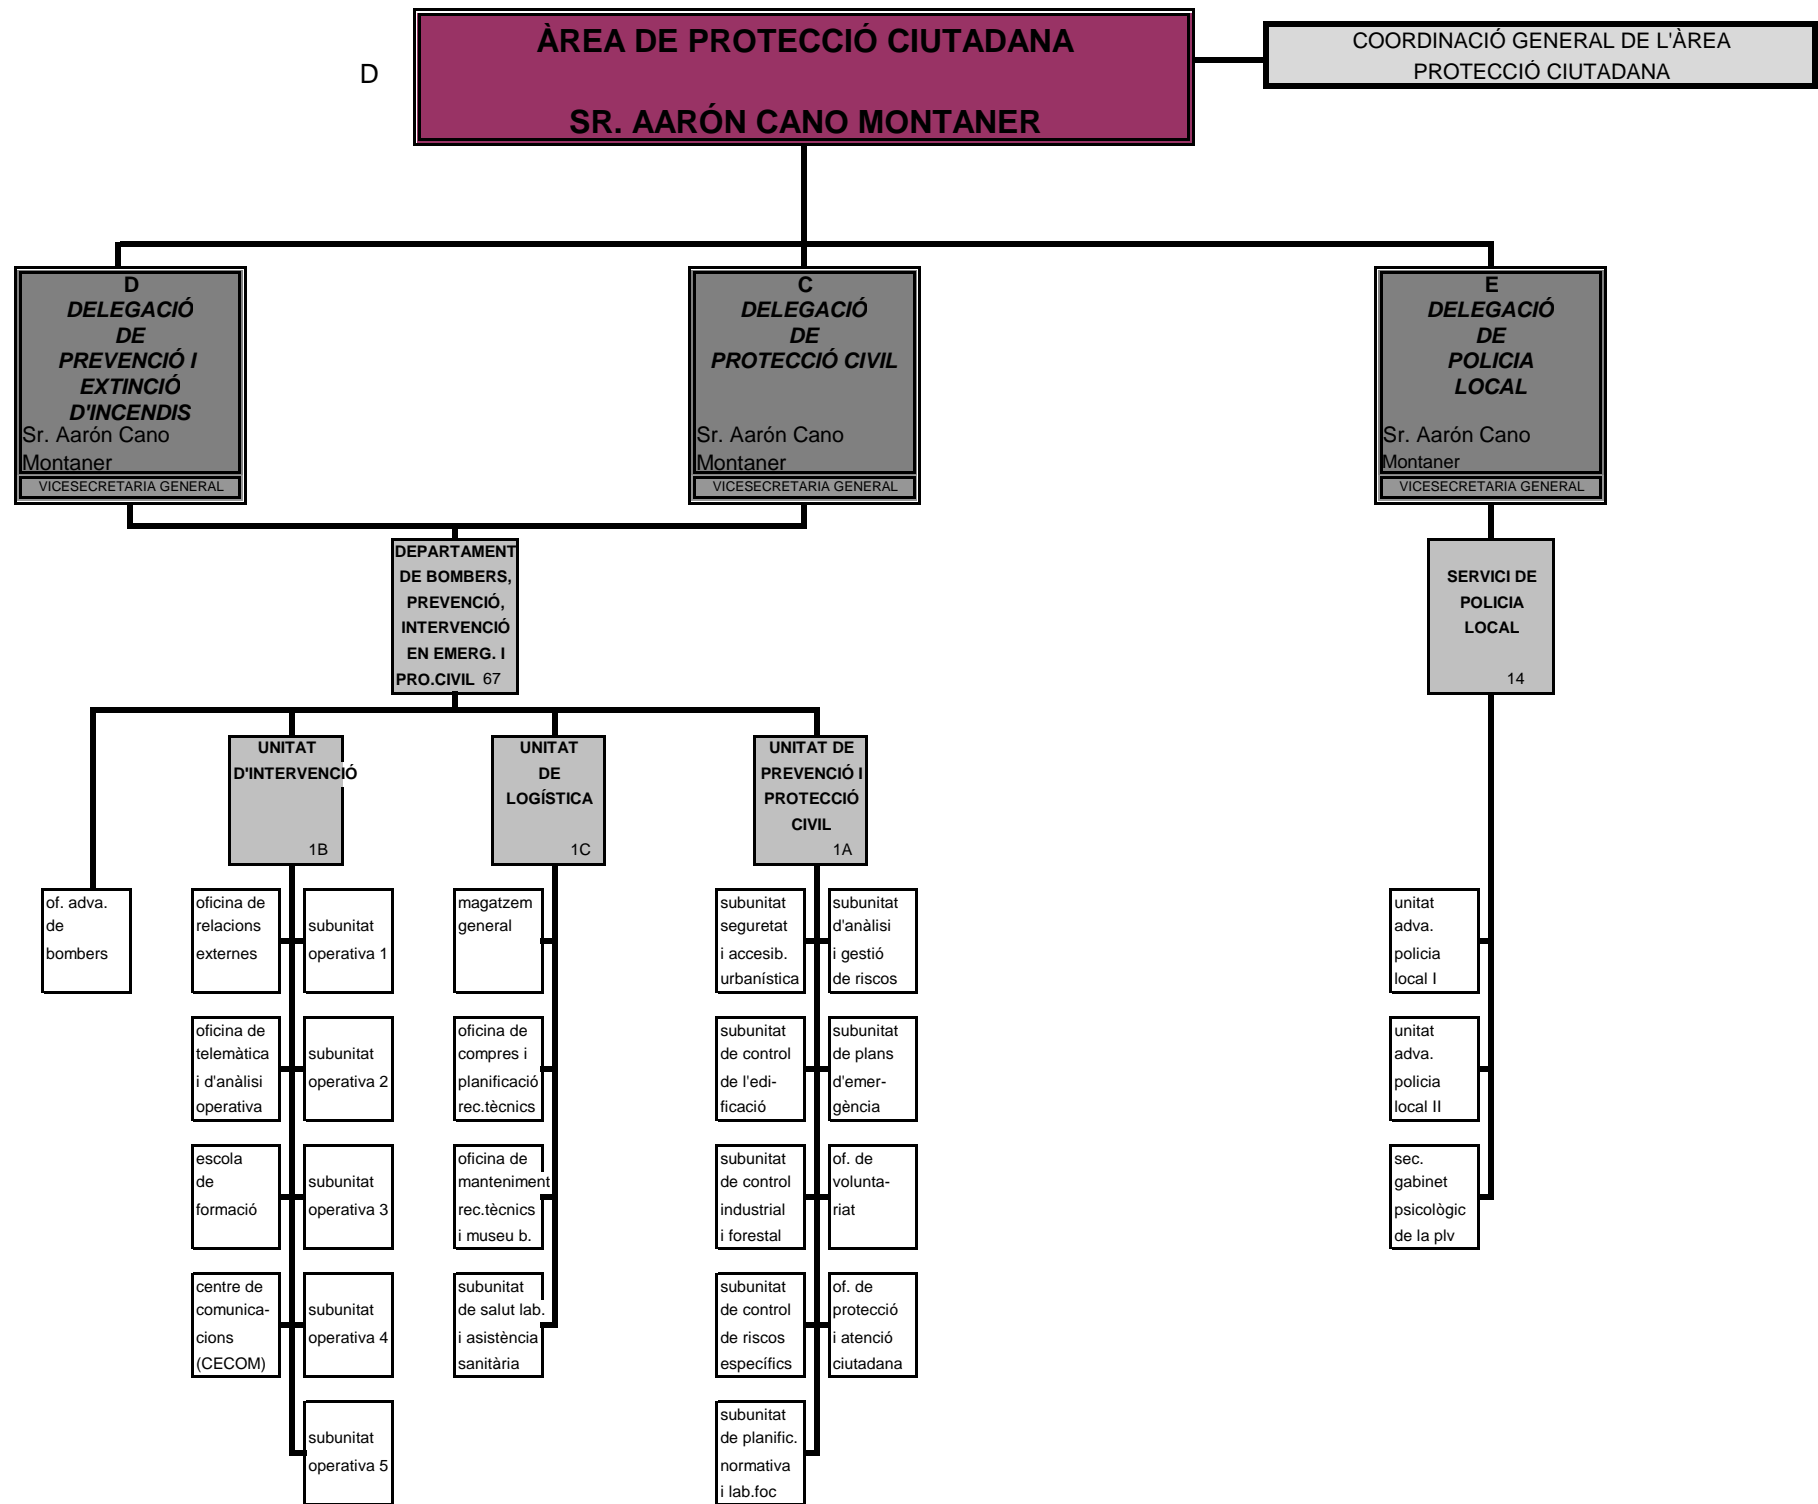 D
ÀREA DE PROTECCIÓ CIUTADANA
SR. AARÓN CANO MONTANER
COORDINACIÓ GENERAL DE L'ÀREA
PROTECCIÓ CIUTADANA
D
DELEGACIÓ
DE
PREVENCIÓ I
EXTINCIÓ
D'INCENDIS
Sr. Aarón Cano
Montaner
VICESECRETARIA GENERAL
C
DELEGACIÓ
DE
PROTECCIÓ CIVIL
Sr. Aarón Cano
Montaner
VICESECRETARIA GENERAL
E
DELEGACIÓ
DE
POLICIA
LOCAL
Sr. Aarón Cano
Montaner
VICESECRETARIA GENERAL
DEPARTAMENT
DE BOMBERS,
PREVENCIÓ,
INTERVENCIÓ
EN EMERG. I
PRO.CIVIL 67
SERVICI DE
POLICIA
LOCAL
14
UNITAT
D'INTERVENCIÓ
1B
UNITAT
DE
LOGÍSTICA
1C
UNITAT DE
PREVENCIÓ I
PROTECCIÓ
CIVIL
1A
of. adva.
de
bombers
oficina de
relacions
externes
subunitat
operativa 1
oficina de
telemàtica
i d'anàlisi
operativa
subunitat
operativa 2
escola
de
formació
subunitat
operativa 3
centre de
comunica-
cions
(CECOM)
subunitat
operativa 4
subunitat
operativa 5
magatzem
general
oficina de
compres i
planificació
rec.tècnics
oficina de
manteniment
rec.tècnics
i museu b.
subunitat
de salut lab.
i asistència
sanitària
subunitat
seguretat
i accesib.
urbanística
subunitat
d'anàlisi
i gestió
de riscos
subunitat
de control
de l'edi-
ficació
subunitat
de plans
d'emer-
gència
subunitat
de control
industrial
i forestal
of. de
volunta-
riat
subunitat
de control
de riscos
específics
of. de
protecció
i atenció
ciutadana
subunitat
de planific.
normativa
i lab.foc
unitat
adva.
policia
local I
unitat
adva.
policia
local II
sec.
gabinet
psicològic
de la plv